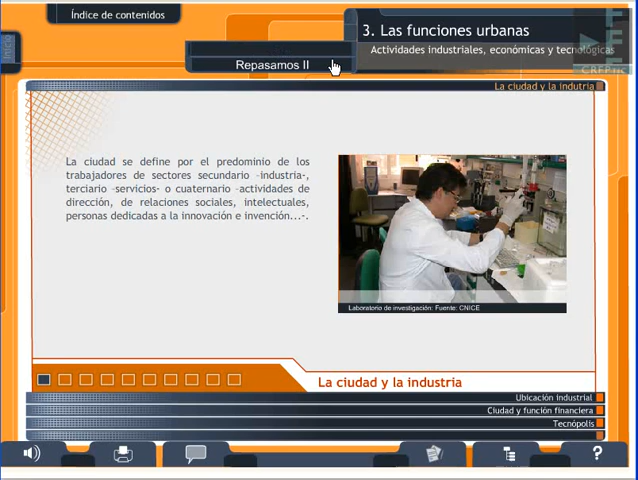 Índice de contenidos
3. Las funciones urbanas
Actividades industriales, económicas y tecnológicas
Inicio
Repasamos II
CRFPTIC
La ciudad y la indutria
La ciudad se define por el predominio de los
trabajadores de sectores secundario -industria-,
terciario -servicios- o cuaternario -actividades de
dirección, de relaciones sociales, intelectuales,
personas dedicadas a la innovación e invención...-.
Laboratorio de investigación: Fuente: CNICE
La ciudad y la industria
Ubicación industrial
Ciudad y función financiera
Tecnópolis
?